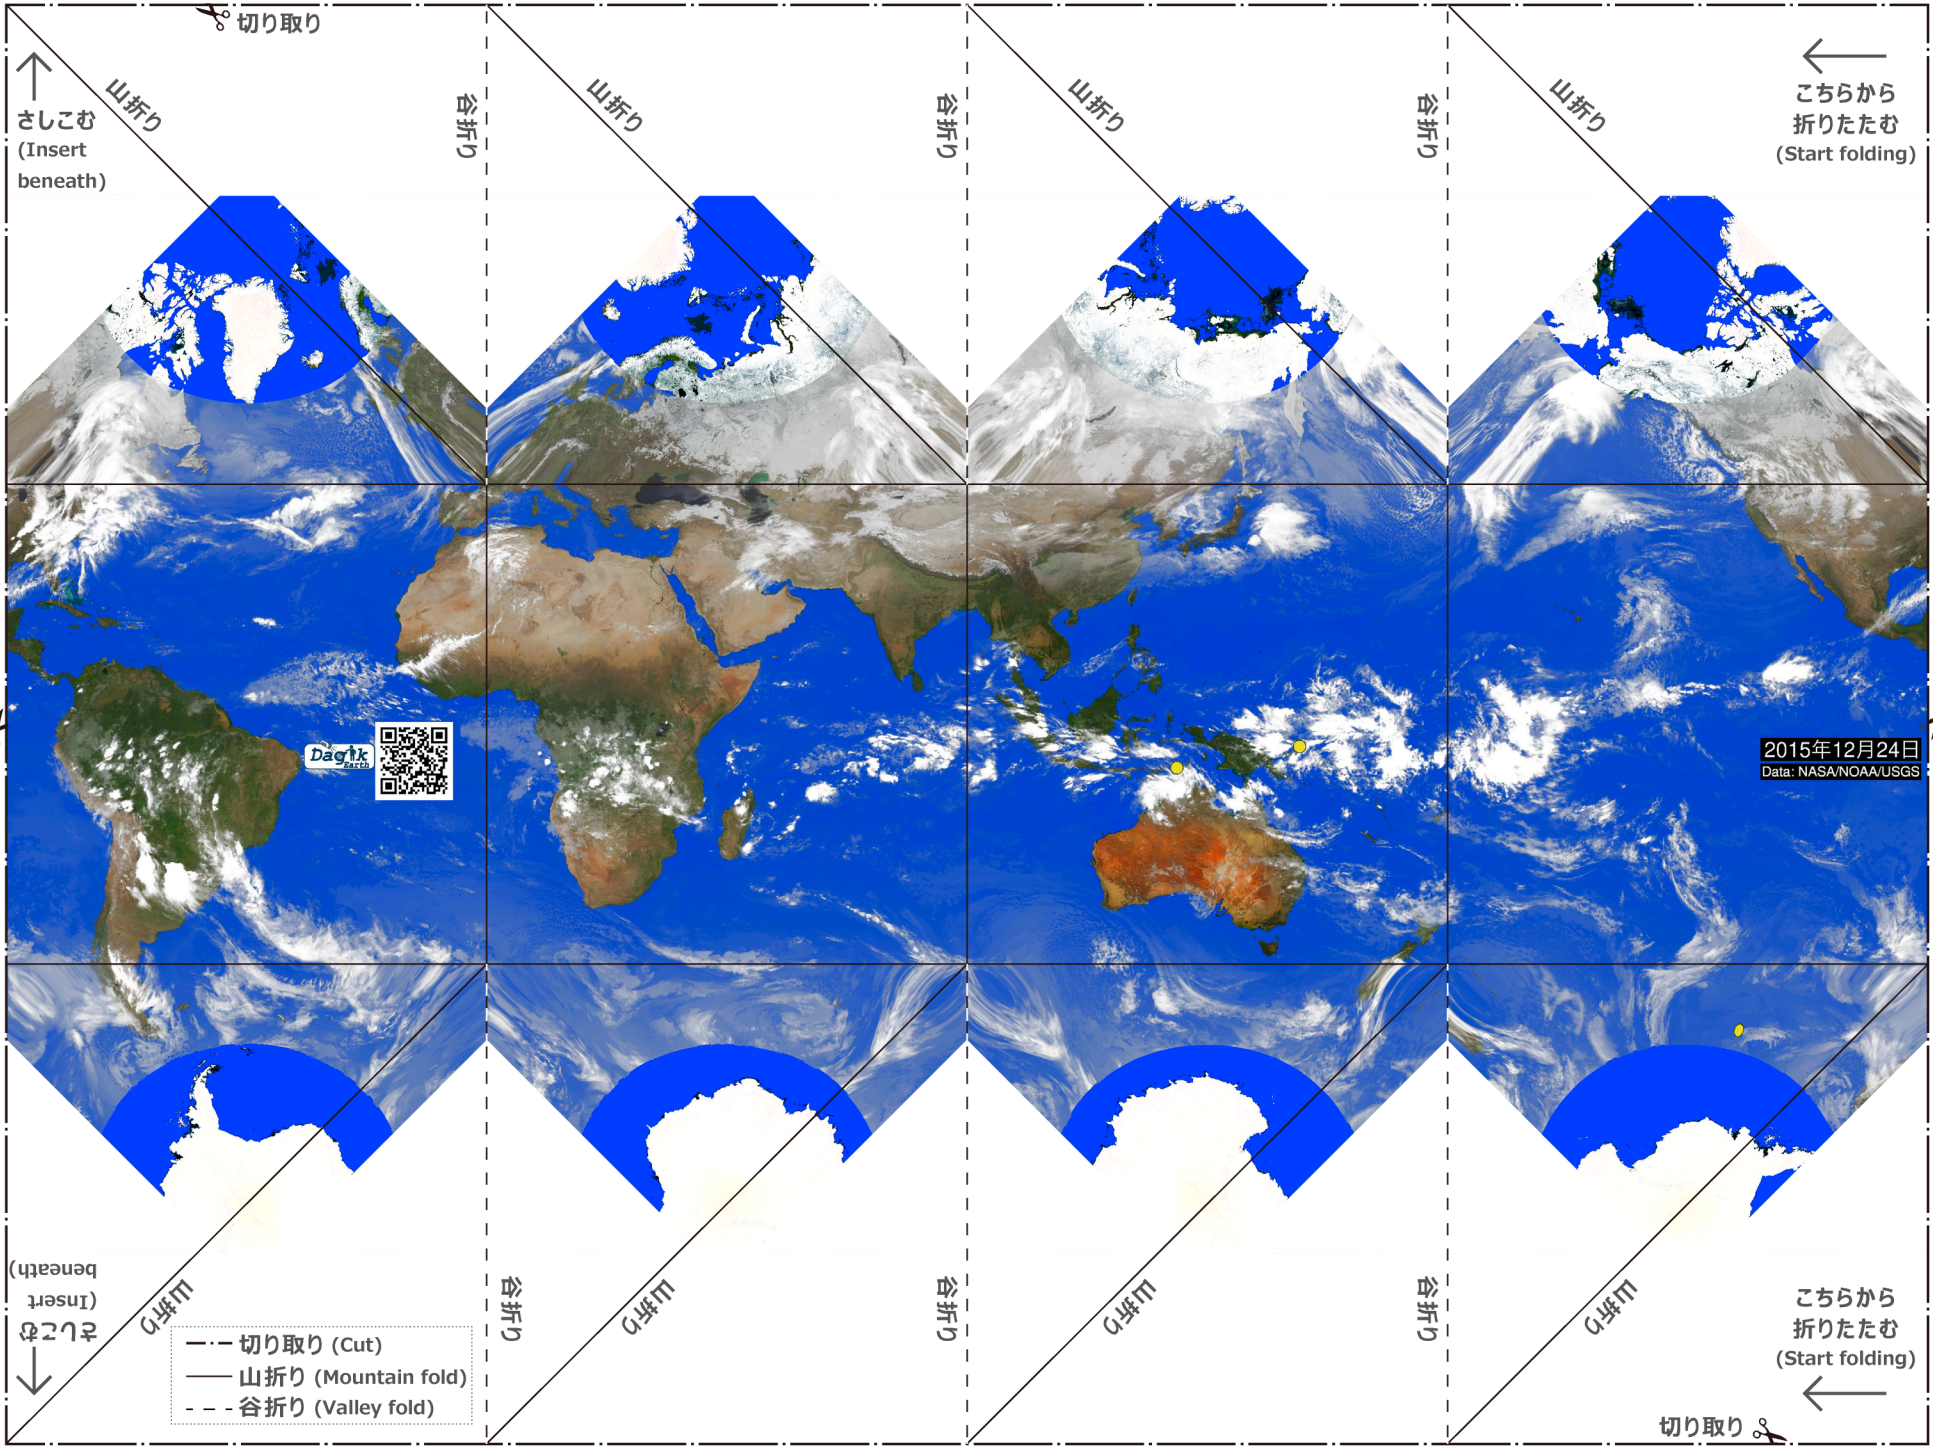 切り取り
山折り
谷折り
山折り
谷折り
山折り
谷折り
山折り
さしこむ
(Insert
beneath)
こちらから
折りたたむ
(Start folding)
Dagik
Earth
2015年12月24日
Data: NASA/NOAA/USGS
さしこむ
(Insert
beneath)
山折り
谷折り
山折り
谷折り
山折り
谷折り
山折り
こちらから
折りたたむ
(Start folding)
切り取り (Cut)
山折り (Mountain fold)
谷折り (Valley fold)
切り取り